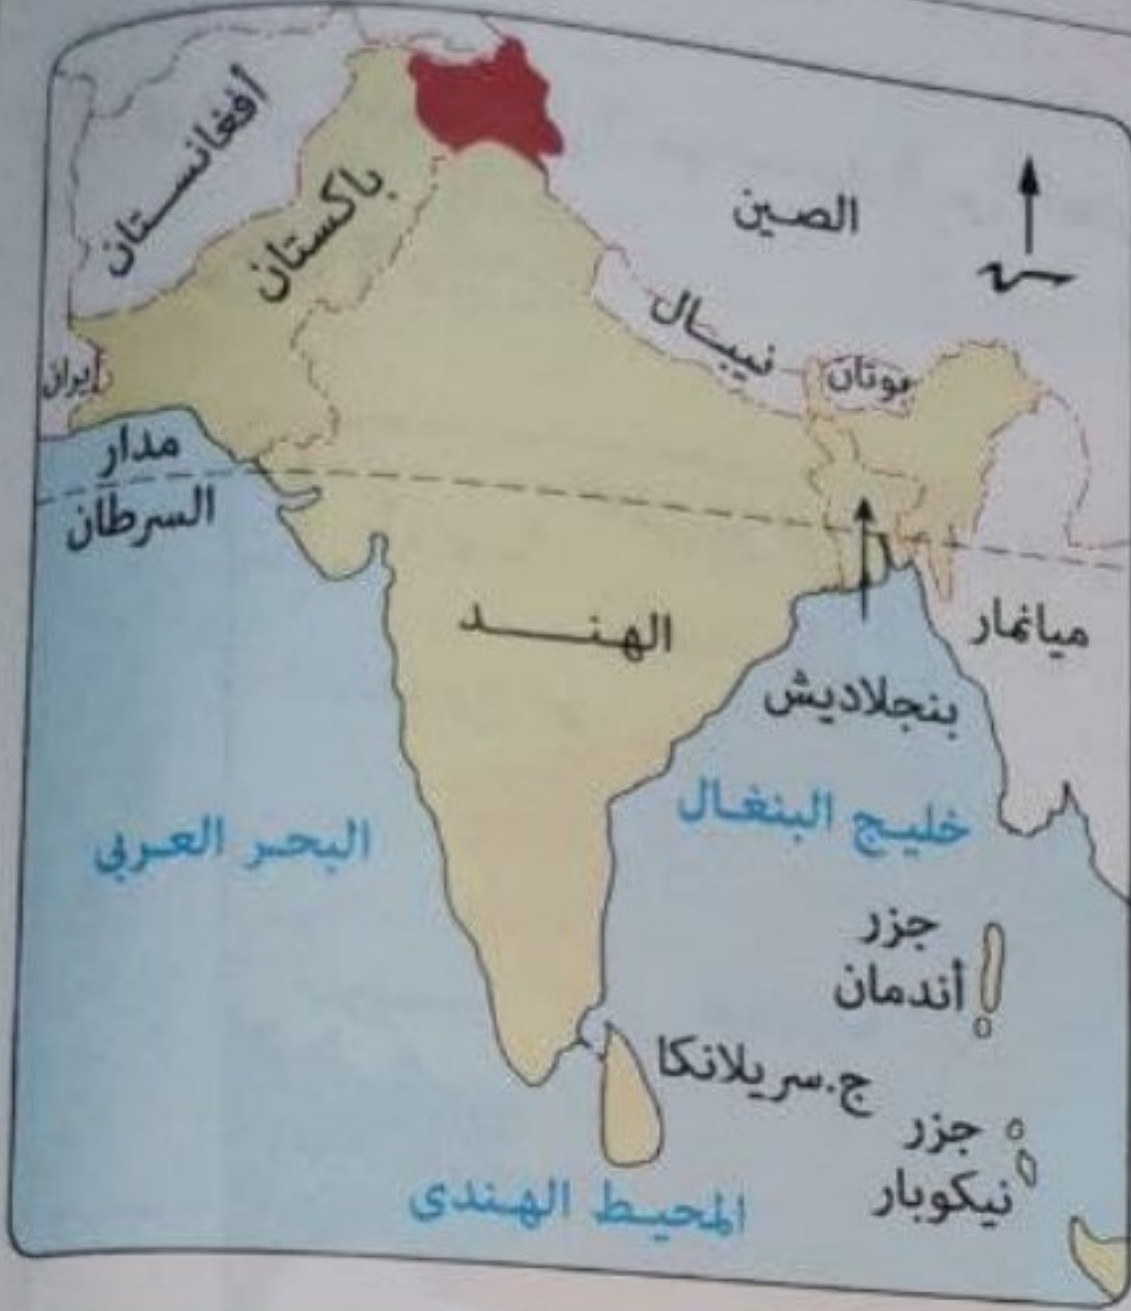 أفغانستان
باكستان
الصين
نيبال
بوتان
إيران
مدار
السرطان
الهند
ميانمار
بنجلاديش
خليج البنغال
البحر العربي
جزر
أندمان
ج.سريلانكا
جزر
نيكوبار
المحيط الهندى